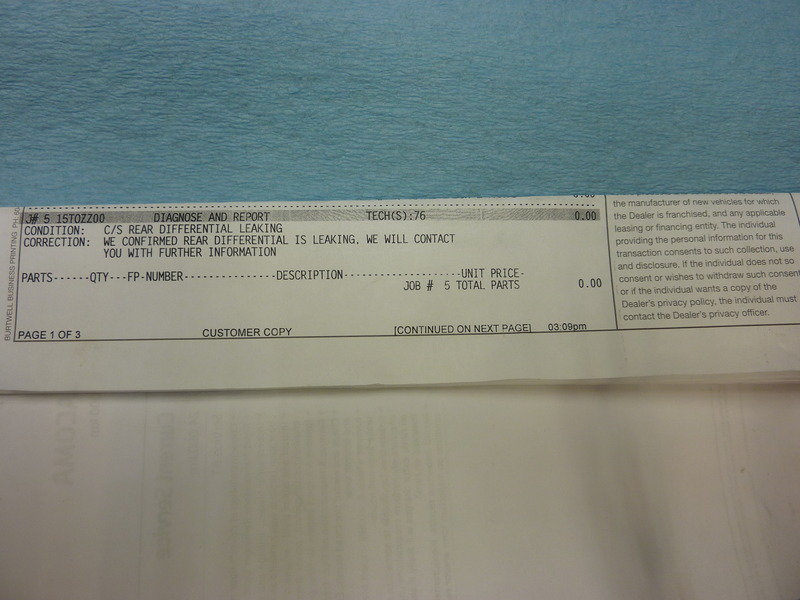 J# 5 15TOZZ00 DIAGNOSE AND REPORT TECH(S):76 0.00
CONDITION: C/S REAR DIFFERENTIAL LEAKING
CORRECTION: WE CONFIRMED REAR DIFFERENTIAL IS LEAKING, WE WILL CONTACT
YOU WITH FURTHER INFORMATION
PARTS------QTY---FP-NUMBER--------------DESCRIPTION------------------UNIT PRICE-
JOB # 5 TOTAL PARTS 0.00
PAGE 1 OF 3 CUSTOMER COPY [CONTINUED ON NEXT PAGE] 03:09pm
the manufacturer of new vehicles for which
the Dealer is franchised, and any applicable
leasing or financing entity. The individual
providing the personal information for this
transaction consents to such collection, use
and disclosure. If the individual does not so
consent or wishes to withdraw such consent
or if the individual wants a copy of the
Dealer's privacy policy, the individual must
contact the Dealer's privacy officer.
BURTWELL BUSINESS PRINTING